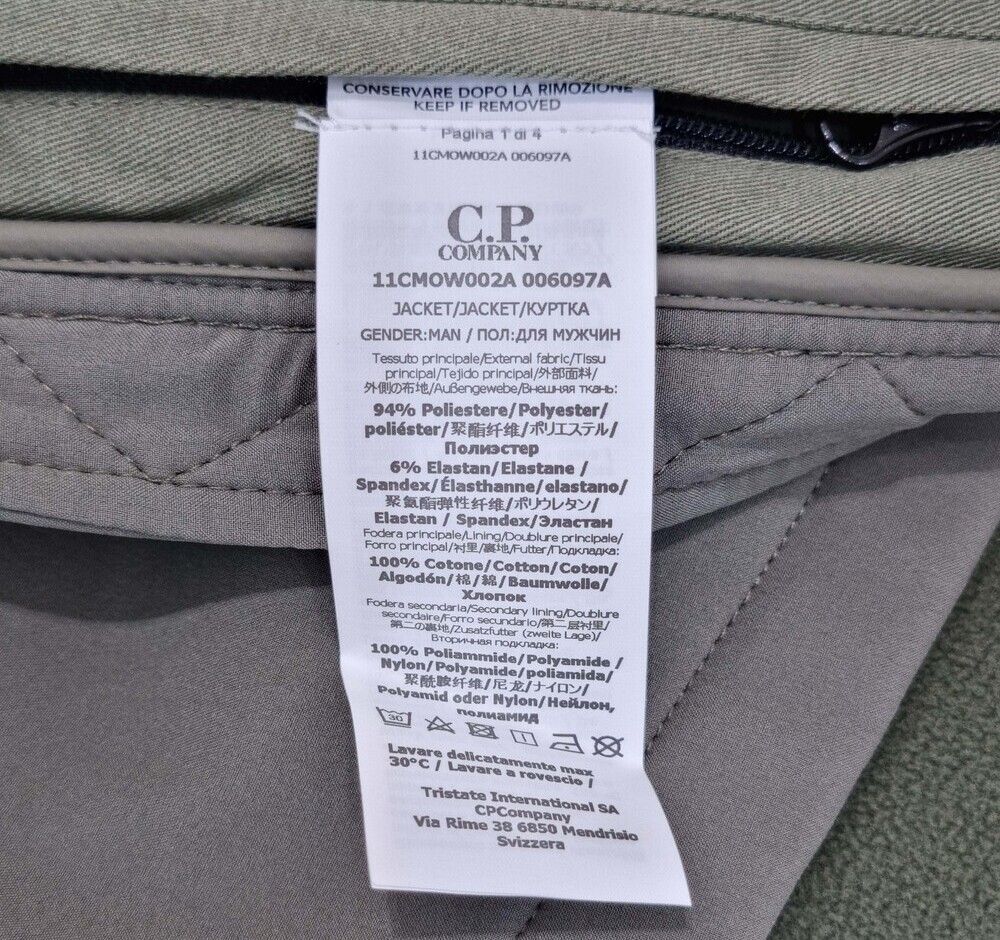 CONSERVARE DOPO LA RIMOZIONE
KEEP IF REMOVED
Pagina 1 di 4
11CMOW002A 006097A
C.P.
COMPANY
11CMOW002A 006097A
JACKET/JACKET/КУРТКА
GENDER:MAN / ПОЛ:ДЛЯ МУЖЧИН
Tessuto principale/External fabric/Tissu
principal/Tejido principal/外部面料/
外側の布地/Außengewebe/Внешняя ткань:
94% Poliestere/Polyester/
poliéster/聚酯纤维/ポリエステル/
Полиэстер
6% Elastan/Elastane /
Spandex/Élasthanne/elastano/
聚氨酯弹性纤维/ポリウレタン/
Elastan / Spandex/Эластан
Fodera principale/Lining/Doublure principale/
Forro principal/衬里/裏地/Futter/Подкладка:
100% Cotone/Cotton/Coton/
Algodón/棉/綿/Baumwolle/
Хлопок
Fodera secondaria/Secondary lining/Doublure
secondaire/Forro secundario/第二层衬里/
第二の裏地/Zusatzfutter (zweite Lage)/
Вторичная подкладка:
100% Poliammide/Polyamide /
Nylon/Polyamide/poliamida/
聚酰胺纤维/尼龙/ナイロン/
Polyamid oder Nylon/Нейлон,
полиамид
30
Lavare delicatamente max
30°C / Lavare a rovescio /
Tristate International SA
CPCompany
Via Rime 38 6850 Mendrisio
Svizzera